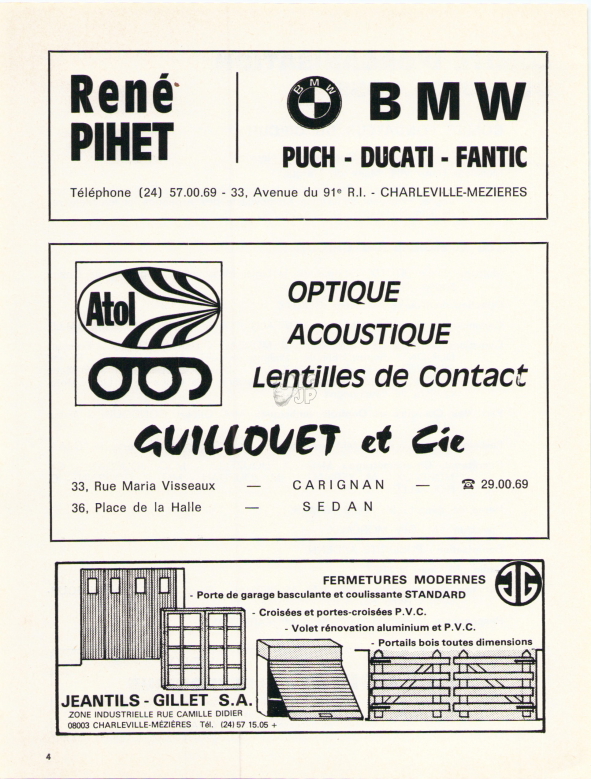 René
PIHET
BMW
BMW
PUCH - DUCATI - FANTIC
Téléphone (24) 57.00.69 - 33, Avenue du 91e R.I. - CHARLEVILLE-MEZIERES
Atol
OPTIQUE
ACOUSTIQUE
Lentilles de Contact
JP
GUILLOUET et Cie
33, Rue Maria Visseaux — CARIGNAN — ☎ 29.00.69
36, Place de la Halle — SEDAN
FERMETURES MODERNES
JG
- Porte de garage basculante et coulissante STANDARD
- Croisées et portes-croisées P.V.C.
- Volet rénovation aluminium et P.V.C.
- Portails bois toutes dimensions
JEANTILS - GILLET S.A.
ZONE INDUSTRIELLE RUE CAMILLE DIDIER
08003 CHARLEVILLE-MÉZIÈRES Tél. (24) 57 15.05 +
4